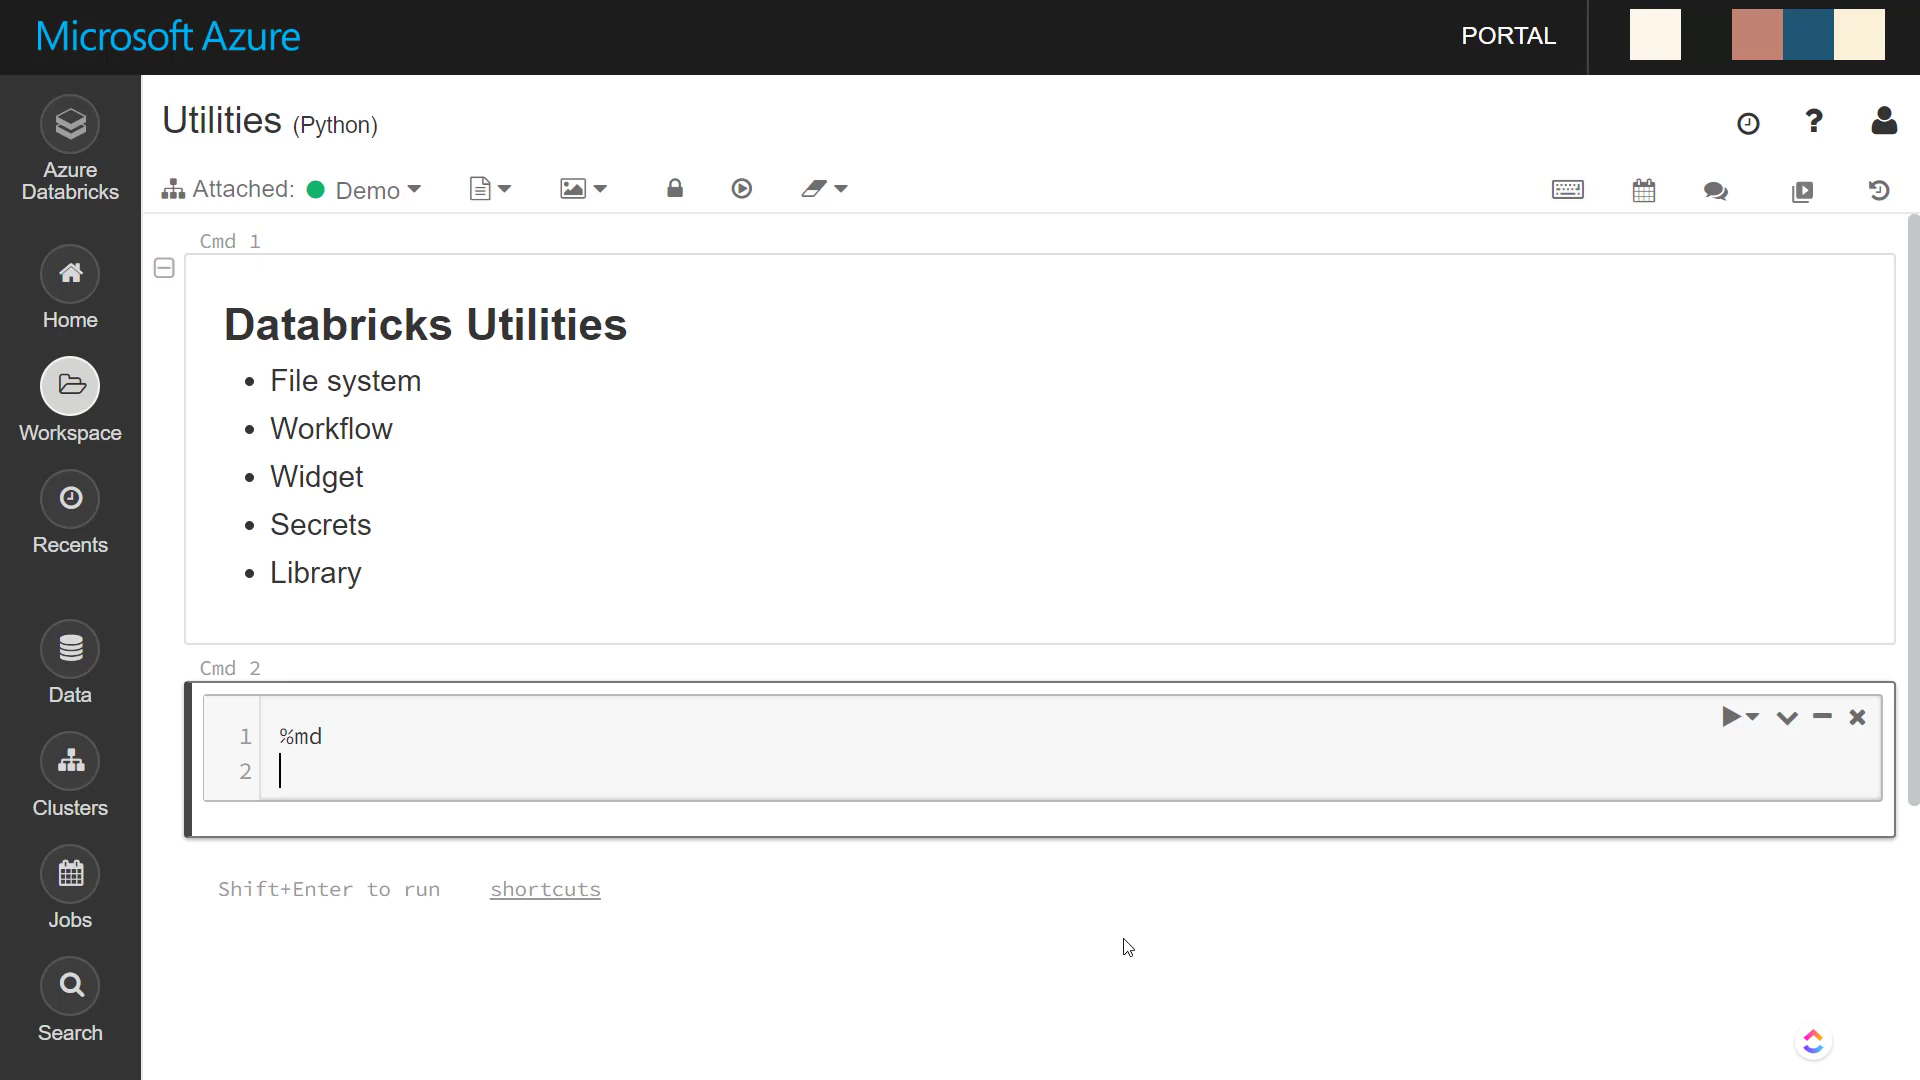 Microsoft Azure
PORTAL
Utilities (Python)
?
Attached: Demo
Azure
Databricks
Home
Workspace
Recents
Data
Clusters
Jobs
Search
Cmd 1
Databricks Utilities
• File system
• Workflow
• Widget
• Secrets
• Library
Cmd 2
1 %md
2
Shift+Enter to run shortcuts